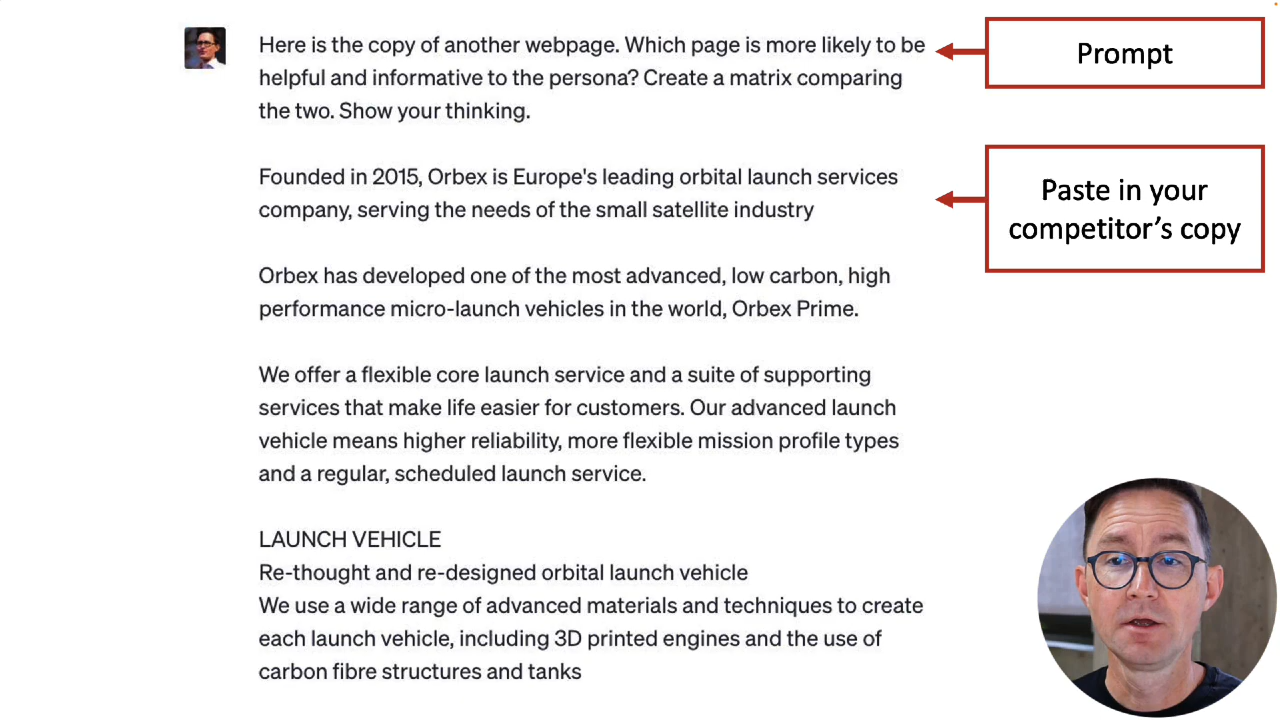 Here is the copy of another webpage. Which page is more likely to be
helpful and informative to the persona? Create a matrix comparing
the two. Show your thinking.
Prompt
Founded in 2015, Orbex is Europe's leading orbital launch services
company, serving the needs of the small satellite industry
Paste in your
competitor’s copy
Orbex has developed one of the most advanced, low carbon, high
performance micro-launch vehicles in the world, Orbex Prime.
We offer a flexible core launch service and a suite of supporting
services that make life easier for customers. Our advanced launch
vehicle means higher reliability, more flexible mission profile types
and a regular, scheduled launch service.
LAUNCH VEHICLE
Re-thought and re-designed orbital launch vehicle
We use a wide range of advanced materials and techniques to create
each launch vehicle, including 3D printed engines and the use of
carbon fibre structures and tanks